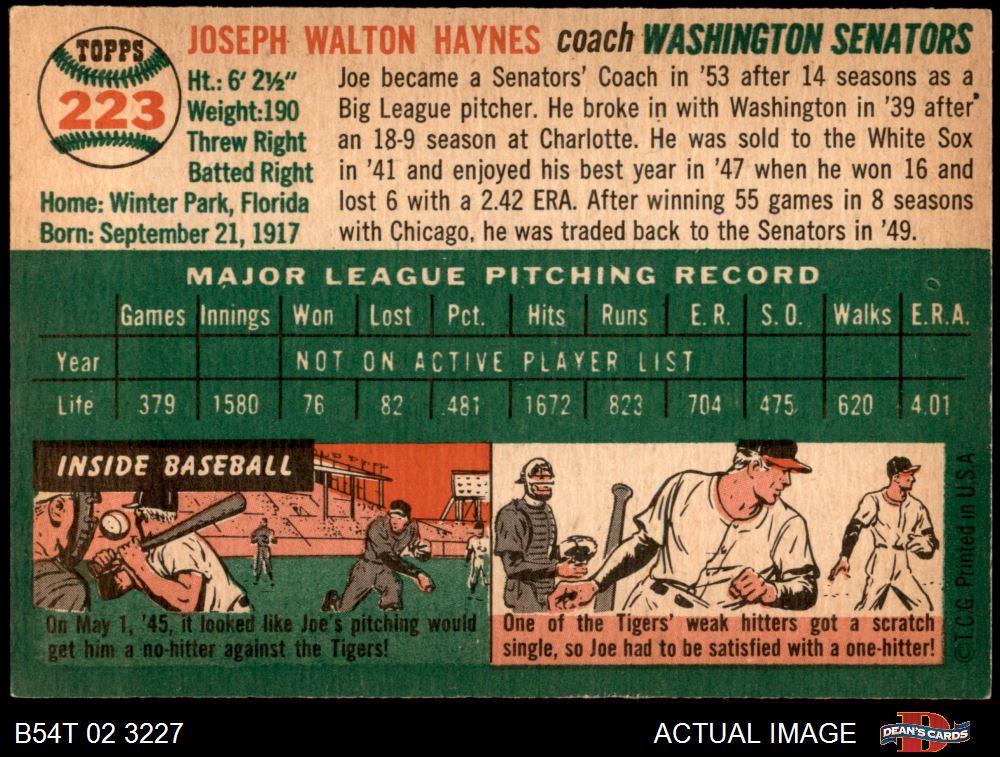 TOPPS
223
JOSEPH WALTON HAYNES coach WASHINGTON SENATORS
Ht.: 6' 2½"
Weight:190
Threw Right
Batted Right
Home: Winter Park, Florida
Born: September 21, 1917
Joe became a Senators' Coach in '53 after 14 seasons as a
Big League pitcher. He broke in with Washington in '39 after
an 18-9 season at Charlotte. He was sold to the White Sox
in '41 and enjoyed his best year in '47 when he won 16 and
lost 6 with a 2.42 ERA. After winning 55 games in 8 seasons
with Chicago, he was traded back to the Senators in '49.
MAJOR LEAGUE PITCHING RECORD
Games Innings Won Lost Pct. Hits Runs E.R. S.O. Walks E.R.A.
Year NOT ON ACTIVE PLAYER LIST
Life 379 1580 76 82 .481 1672 823 704 475 620 4.01
INSIDE BASEBALL
On May 1, '45, it looked like Joe's pitching would
get him a no-hitter against the Tigers!
One of the Tigers' weak hitters got a scratch
single, so Joe had to be satisfied with a one-hitter!
©T.C.G. Printed in U.S.A.
B54T 02 3227
ACTUAL IMAGE
DEAN'S CARDS